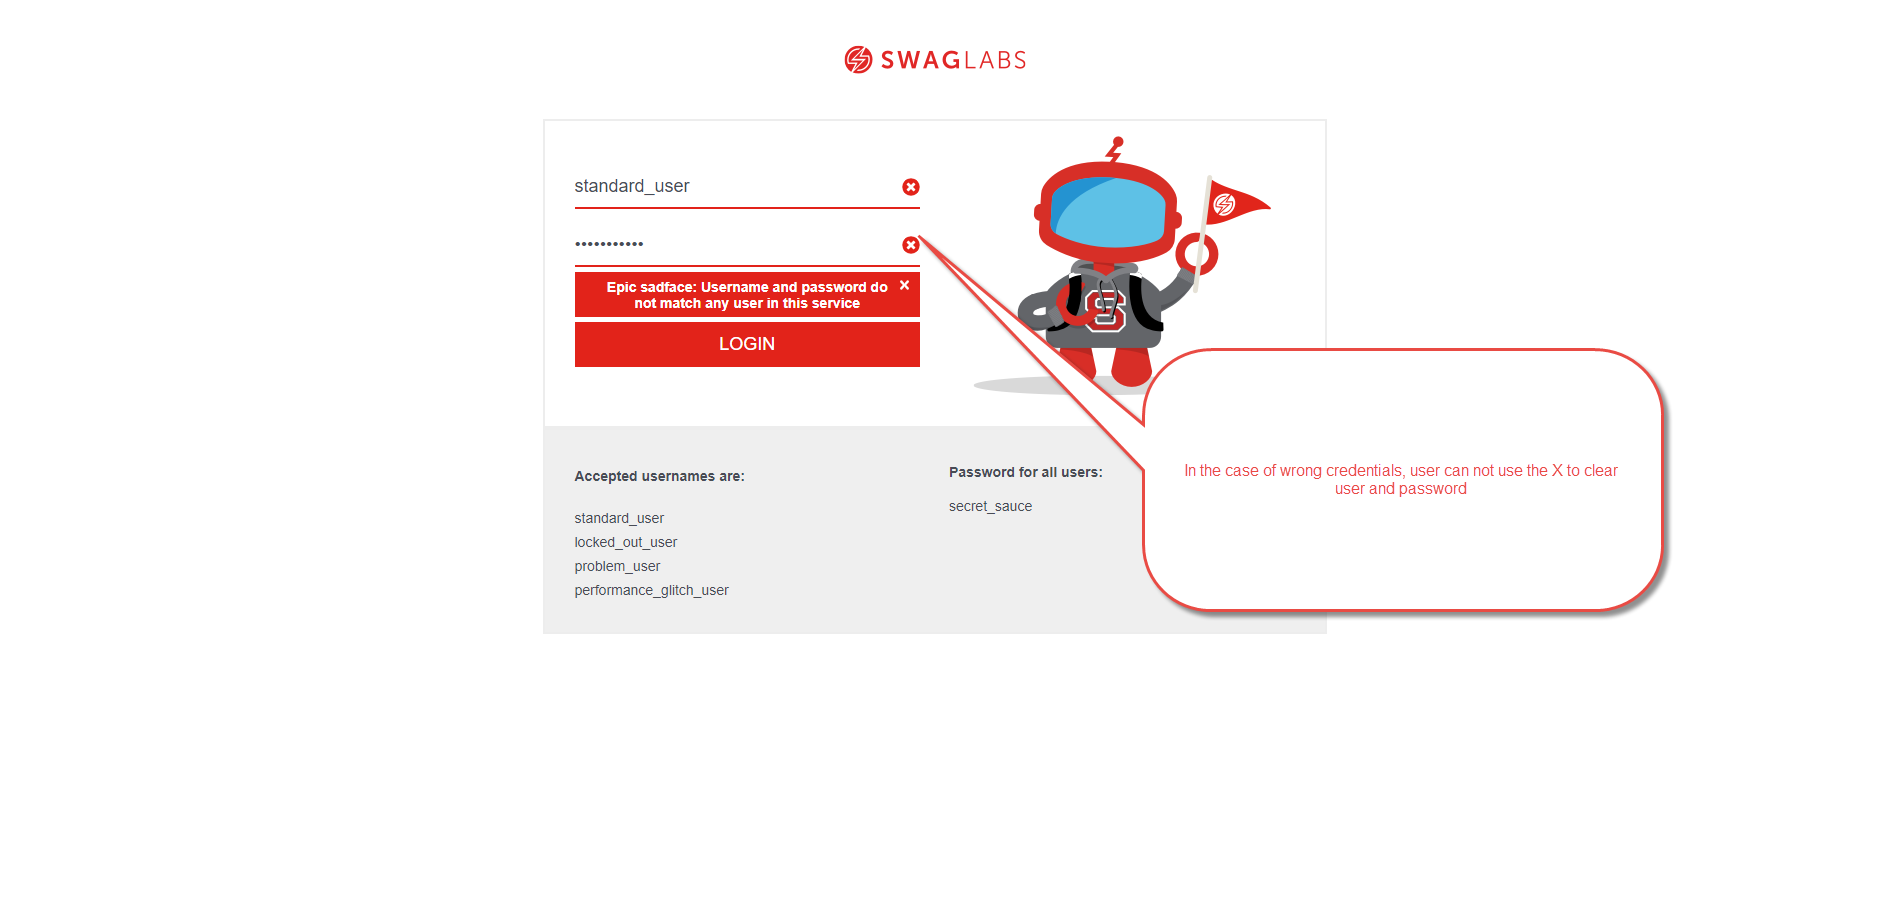 SWAGLABS
standard_user
•••••••••••
Epic sadface: Username and password do
not match any user in this service
LOGIN
Accepted usernames are:
standard_user
locked_out_user
problem_user
performance_glitch_user
Password for all users:
secret_sauce
In the case of wrong credentials, user can not use the X to clear
user and password